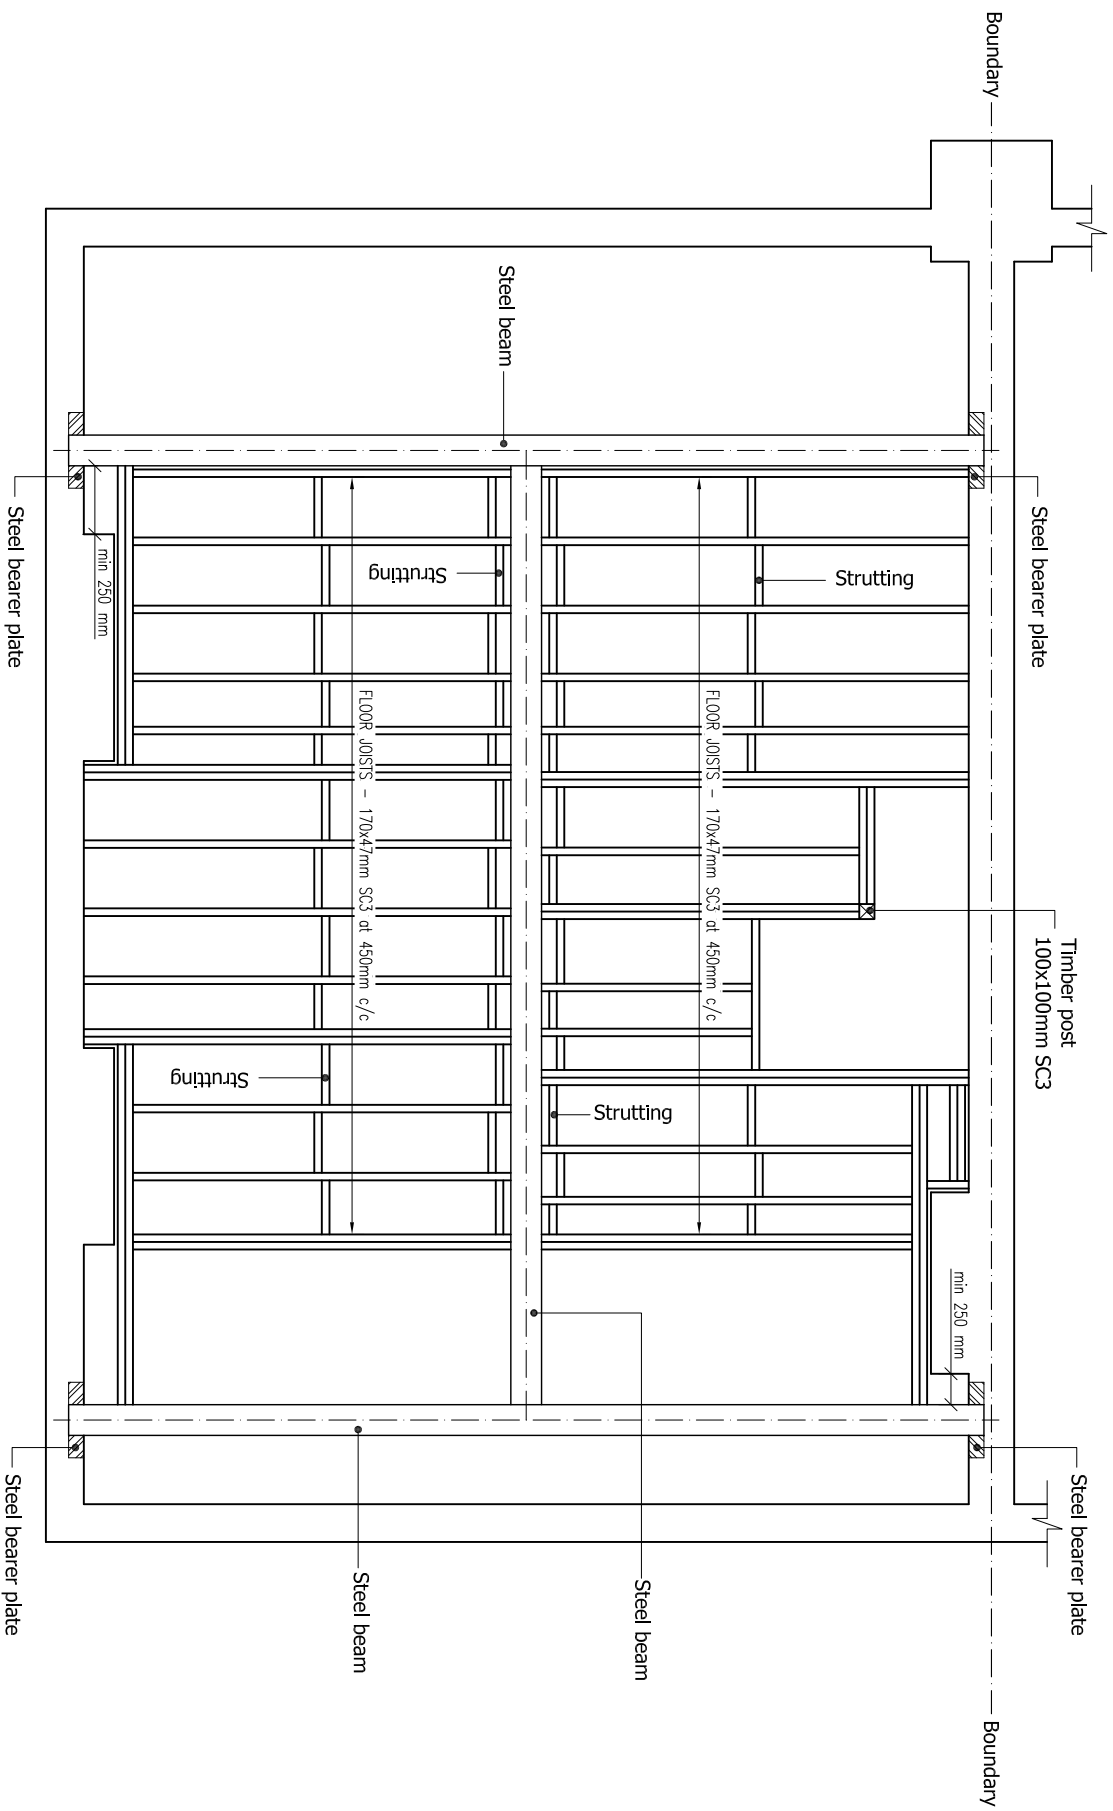 Boundary
Steel beam
Steel bearer plate
Steel bearer plate
min 250 mm
Strutting
Strutting
FLOOR JOISTS - 170x47mm SC3 at 450mm c/c
FLOOR JOISTS - 170x47mm SC3 at 450mm c/c
Timber post
100x100mm SC3
Strutting
Strutting
min 250 mm
Steel bearer plate
Steel bearer plate
Steel beam
Steel beam
Boundary